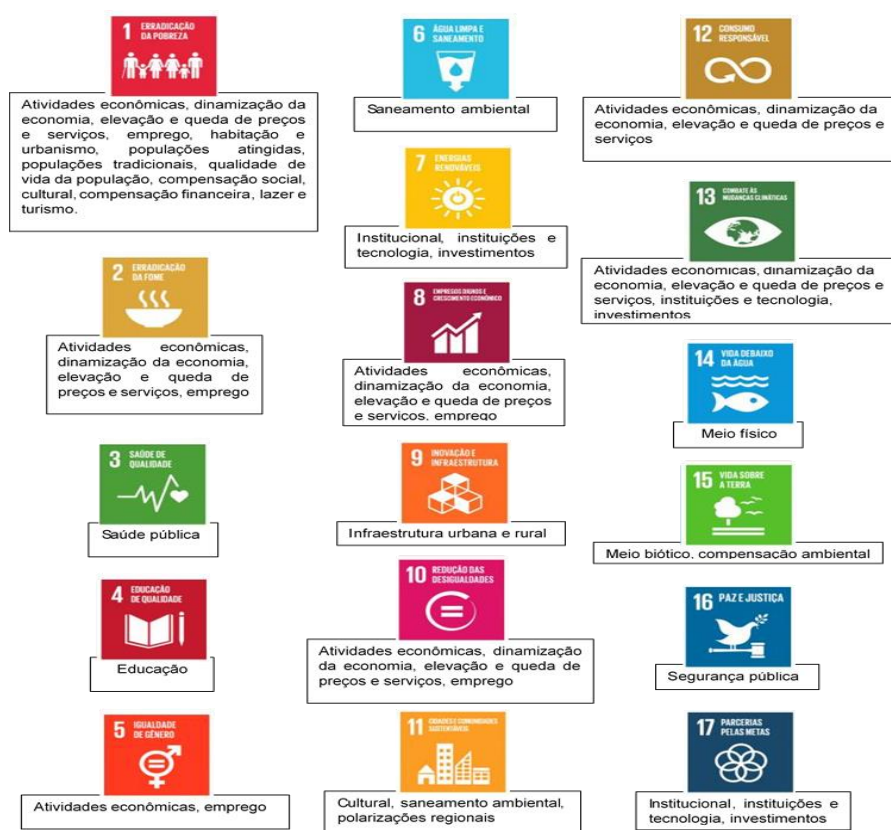 1 ERRADICAÇÃO
DA POBREZA
Atividades econômicas, dinamização da
economia, elevação e queda de preços
e serviços, emprego, habitação e
urbanismo, populações atingidas,
populações tradicionais, qualidade de
vida da população, compensação social,
cultural, compensação financeira, lazer e
turismo.
2 ERRADICAÇÃO
DA FOME
Atividades econômicas,
dinamização da economia,
elevação e queda de
preços e serviços, emprego
3 SAÚDE DE
QUALIDADE
Saúde pública
4 EDUCAÇÃO
DE QUALIDADE
Educação
5 IGUALDADE
DE GÊNERO
Atividades econômicas, emprego
6 ÁGUA LIMPA E
SANEAMENTO
Saneamento ambiental
7 ENERGIAS
RENOVÁVEIS
Institucional, instituições e
tecnologia, investimentos
8 EMPREGOS DIGNOS E
CRESCIMENTO ECONÔMICO
Atividades econômicas,
dinamização da economia,
elevação e queda de preços
e serviços, emprego
9 INOVAÇÃO E
INFRAESTRUTURA
Infraestrutura urbana e rural
10 REDUÇÃO DAS
DESIGUALDADES
Atividades econômicas, dinamização
da economia, elevação e queda de
preços e serviços, emprego
11 CIDADES E COMUNIDADES
SUSTENTÁVEIS
Cultural, saneamento ambiental,
polarizações regionais
12 CONSUMO
RESPONSÁVEL
Atividades econômicas, dinamização da
economia, elevação e queda de preços e
serviços
13 COMBATE ÀS
MUDANÇAS CLIMÁTICAS
Atividades econômicas, dinamização da
economia, elevação e queda de preços e
serviços, instituições e tecnologia,
investimentos
14 VIDA DEBAIXO
DA ÁGUA
Meio físico
15 VIDA SOBRE
A TERRA
Meio biótico, compensação ambiental
16 PAZ E JUSTIÇA
Segurança pública
17 PARCERIAS
PELAS METAS
Institucional, instituições e
tecnologia, investimentos